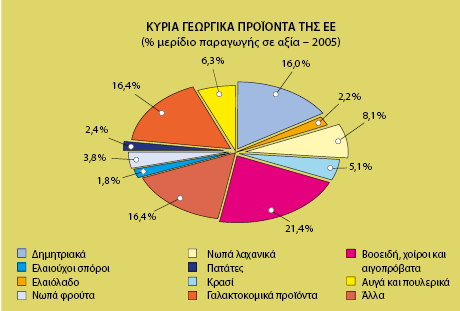 ΚΥΡΙΑ ΓΕΩΡΓΙΚΑ ΠΡΟΪΟΝΤΑ ΤΗΣ ΕΕ
(% μερίδιο παραγωγής σε αξία – 2005)
6,3%
16,0%
16,4%
2,2%
8,1%
2,4%
3,8%
5,1%
1,8%
16,4%
21,4%
Δημητριακά
Ελαιούχοι σπόροι
Ελαιόλαδο
Νωπά φρούτα
Νωπά λαχανικά
Πατάτες
Κρασί
Γαλακτοκομικά προϊόντα
Βοοειδή, χοίροι και
αιγοπρόβατα
Αυγά και πουλερικά
Άλλα